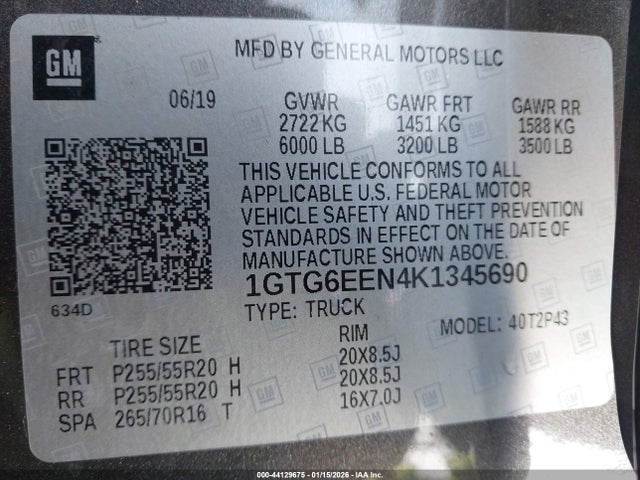 GM
MFD BY GENERAL MOTORS LLC
06/19 GVWR GAWR FRT GAWR RR
2722 KG 1451 KG 1588 KG
6000 LB 3200 LB 3500 LB
THIS VEHICLE CONFORMS TO ALL
APPLICABLE U.S. FEDERAL MOTOR
VEHICLE SAFETY AND THEFT PREVENTION
STANDARDS IN EFFECT ON THE DATE OF
MANUFACTURE SHOWN ABOVE.
1GTG6EEN4K1345690
634D
TYPE: TRUCK MODEL: 40T2P43
TIRE SIZE RIM
FRT P255/55R20 H 20X8.5J
RR P255/55R20 H 20X8.5J
SPA 265/70R16 T 16X7.0J
000-44129675 - 01/15/2026 - IAA Inc.